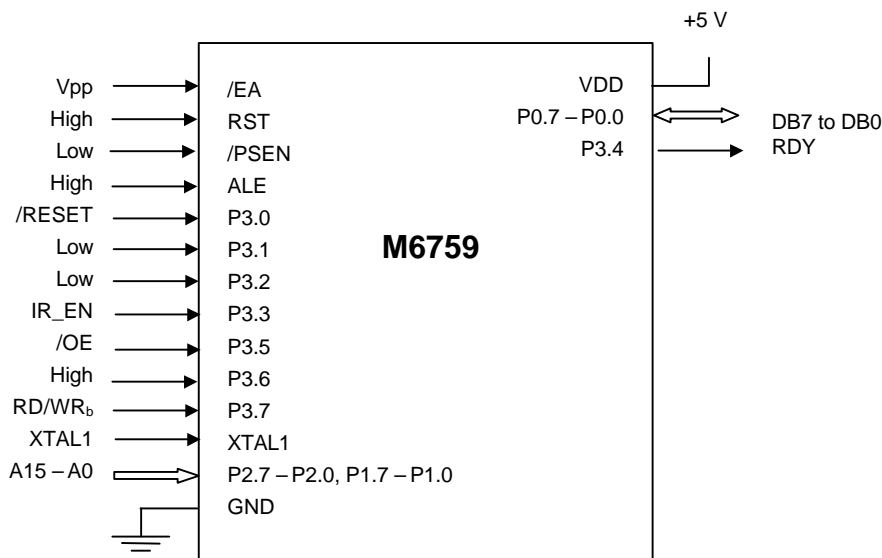 +5 V
Vpp /EA VDD
High RST P0.7 – P0.0 DB7 to DB0
Low /PSEN P3.4 RDY
High ALE
/RESET P3.0
Low P3.1 M6759
Low P3.2
IR_EN P3.3
/OE P3.5
High P3.6
RD/WRb P3.7
XTAL1 XTAL1
A15 – A0 P2.7 – P2.0, P1.7 – P1.0
GND